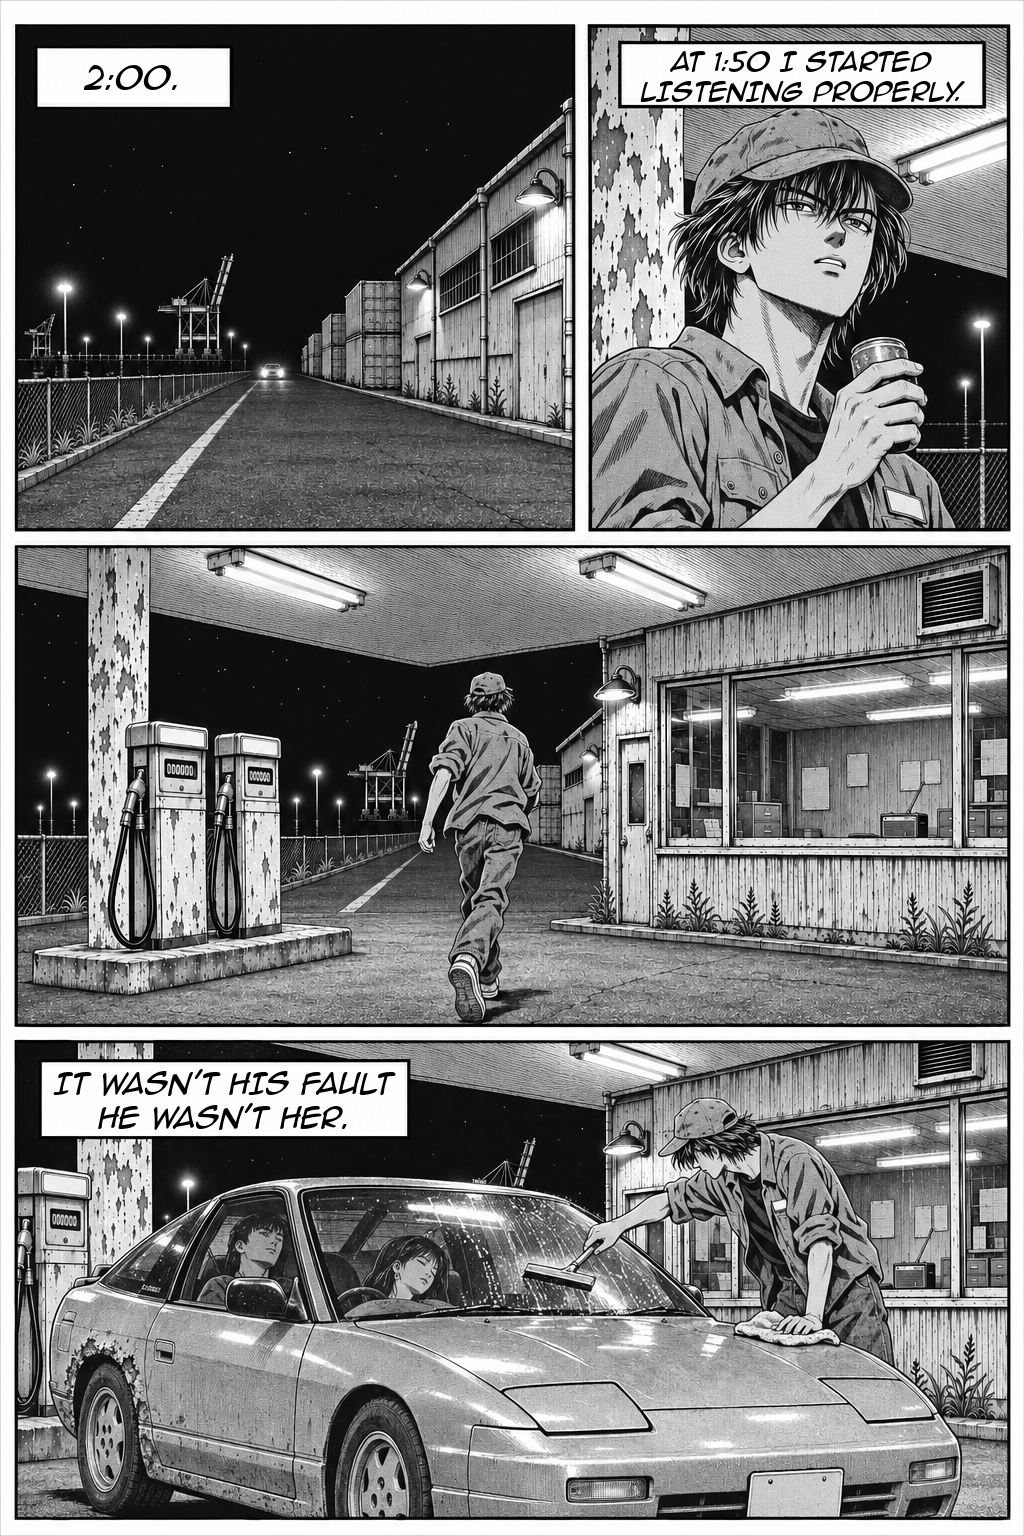 2:00.
AT 1:50 I STARTED
LISTENING PROPERLY.
IT WASN'T HIS FAULT
HE WASN'T HER.